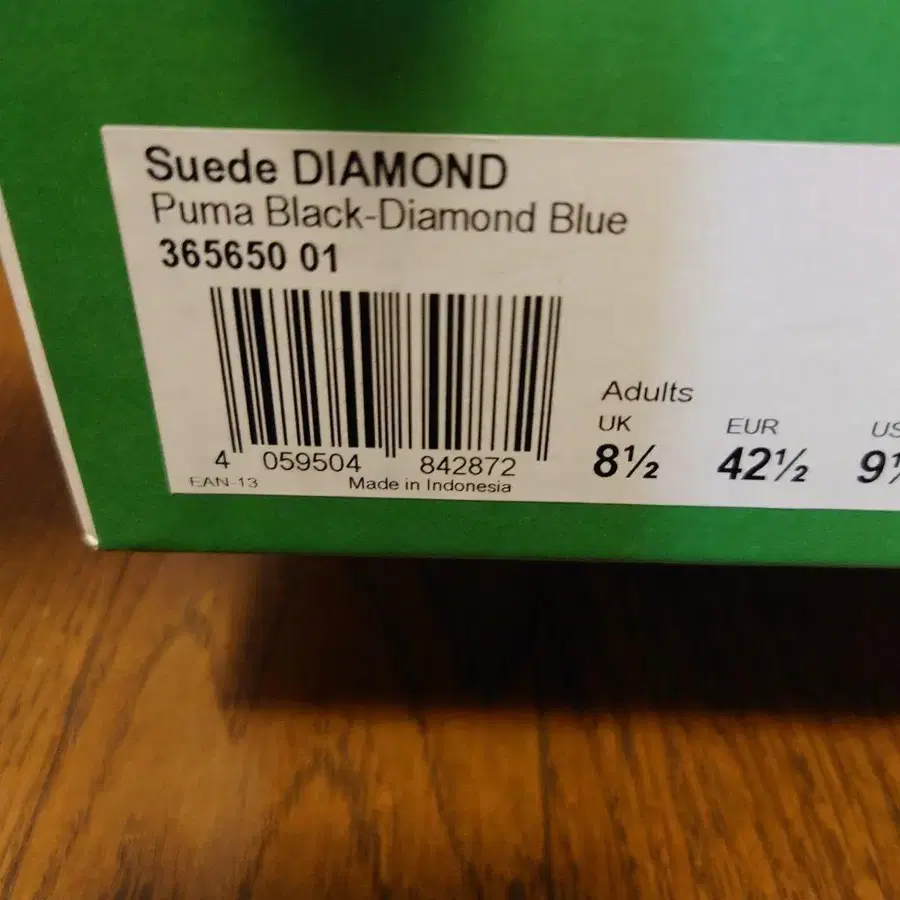 Suede DIAMOND
Puma Black-Diamond Blue
365650 01
4 059504 842872
EAN-13 Made in Indonesia
Adults
UK EUR US
8½ 42½